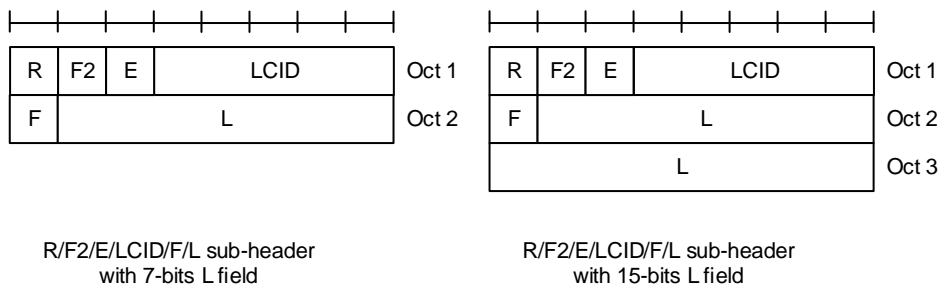 R F2 E LCID Oct 1
F L Oct 2
R/F2/E/LCID/F/L sub-header
with 7-bits L field
R F2 E LCID Oct 1
F L Oct 2
L Oct 3
R/F2/E/LCID/F/L sub-header
with 15-bits L field